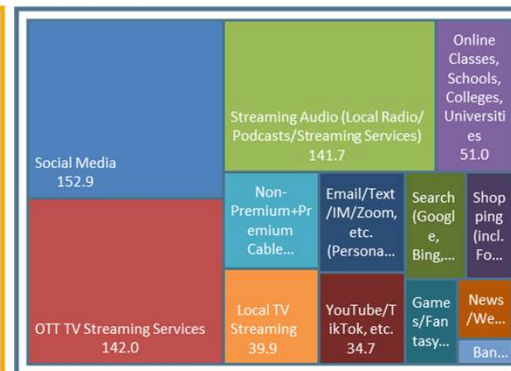 Social Media
152.9
OTT TV Streaming Services
142.0
Streaming Audio (Local Radio/
Podcasts/Streaming Services)
141.7
Online
Classes,
Schools,
Colleges,
Universiti
es
51.0
Non-
Premium+Pr
emium
Cable...
Email/Text
/IM/Zoom,
etc.
(Persona...
Search
(Googl
e,
Bing,...
Shop
ping
(incl.
Fo...
Local TV
Streaming
39.9
YouTube/T
ikTok, etc.
34.7
Game
s/Fan
tasy...
News
/We...
Ban...